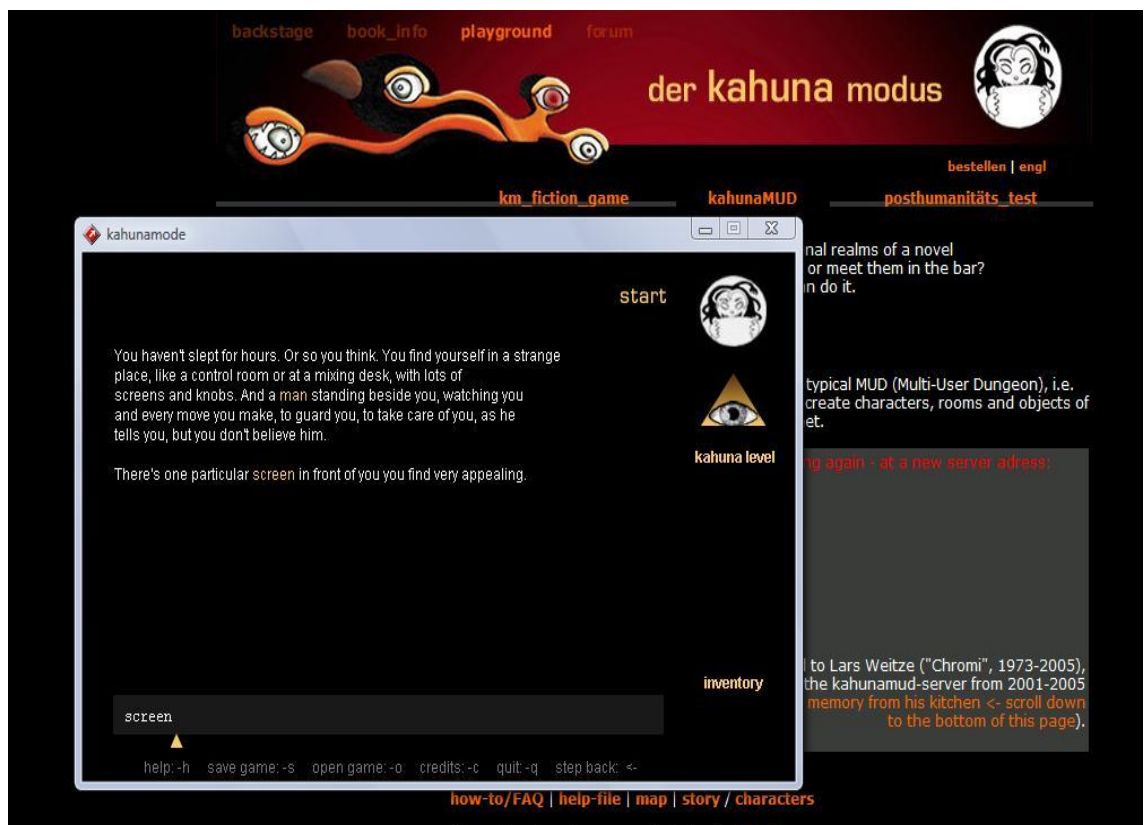 backstage book_info playground forum
der kahuna modus
bestellen | engl
km_fiction_game kahunaMUD posthumanitäts_test
kahunamode
start
You haven't slept for hours. Or so you think. You find yourself in a strange
place, like a control room or at a mixing desk, with lots of
screens and knobs. And a man standing beside you, watching you
and every move you make, to guard you, to take care of you, as he
tells you, but you don't believe him.
There's one particular screen in front of you you find very appealing.
kahuna level
inventory
screen
help: -h save game: -s open game: -o credits: -c quit: -q step back: <-
nal realms of a novel
or meet them in the bar?
n do it.
typical MUD (Multi-User Dungeon), i.e.
create characters, rooms and objects of
et.
ng again - at a new server adress:
to Lars Weitze ("Chromi", 1973-2005),
the kahunamud-server from 2001-2005
memory from his kitchen <- scroll down
to the bottom of this page).
how-to/FAQ | help-file | map | story / characters